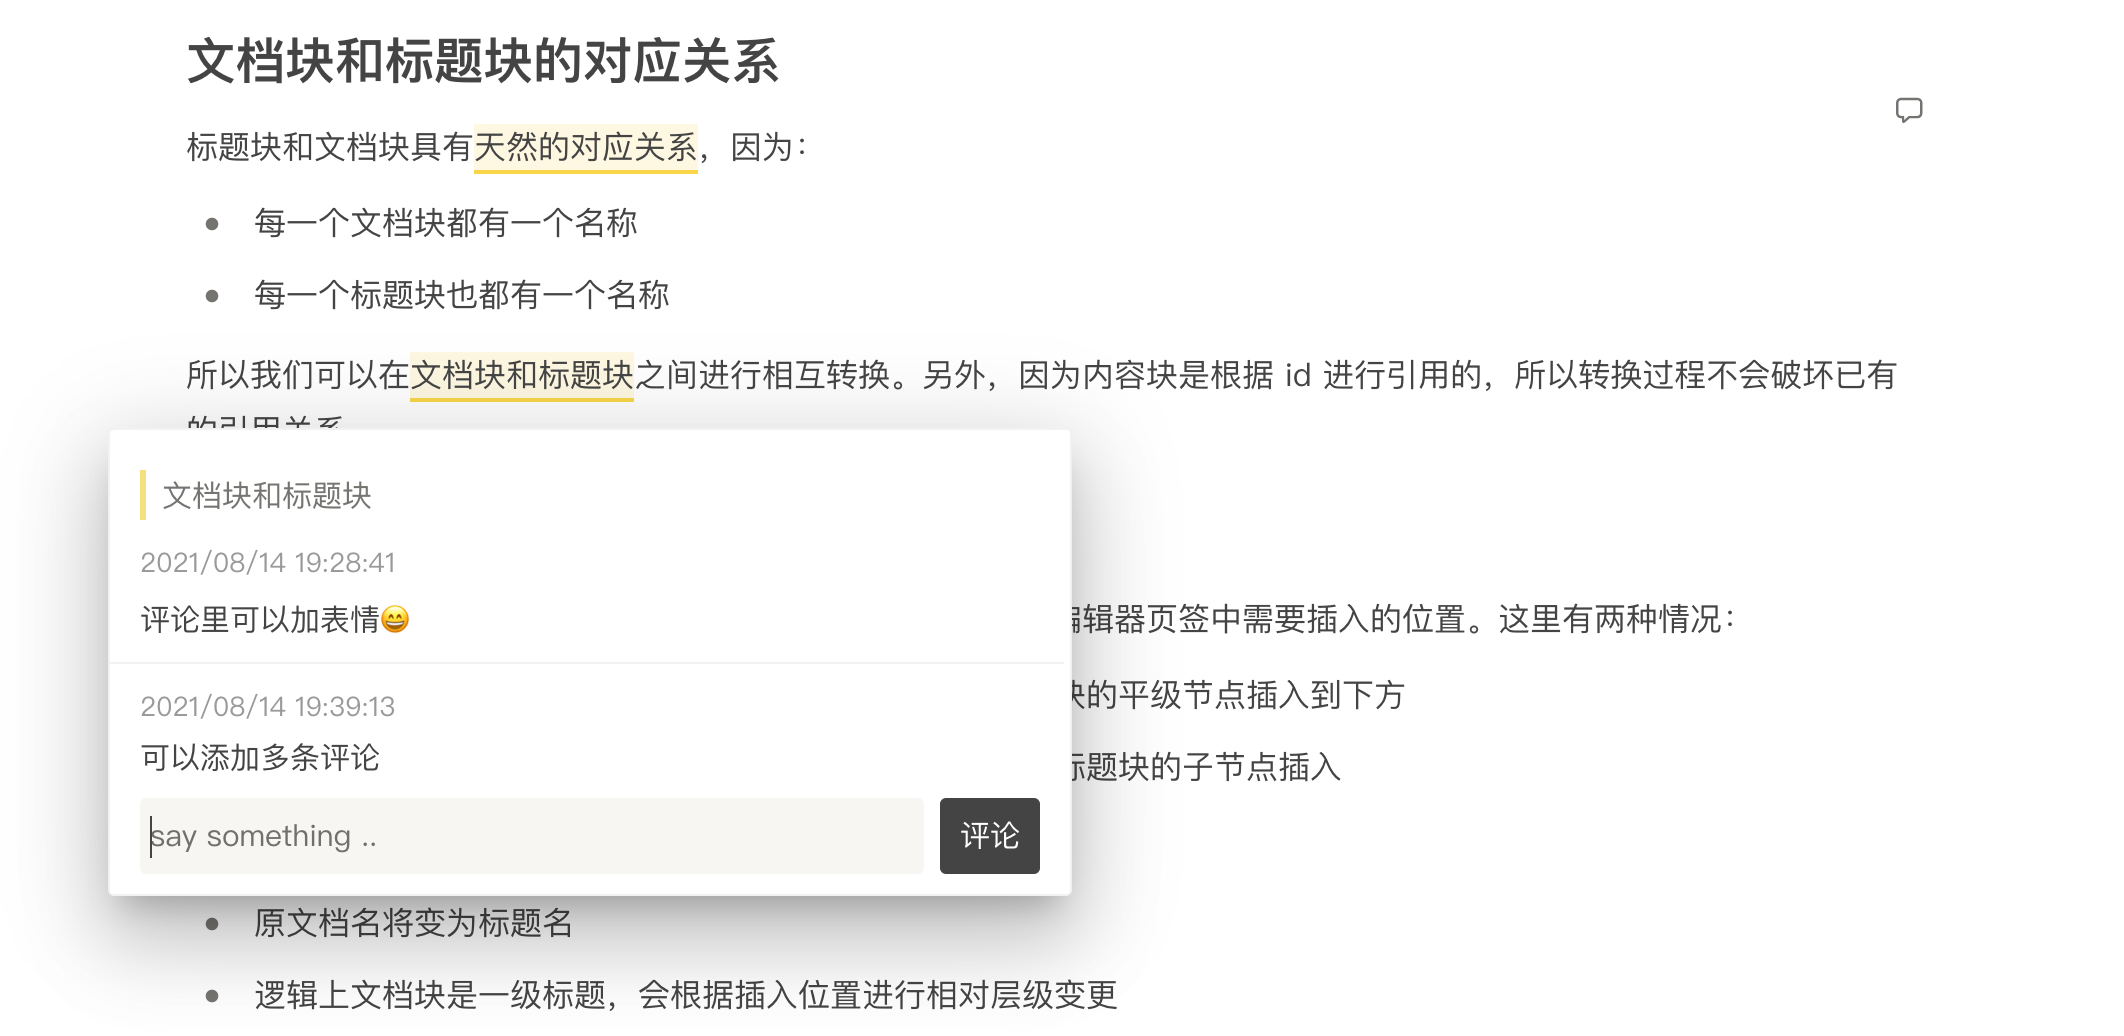 文档块和标题块的对应关系
标题块和文档块具有天然的对应关系，因为：
每一个文档块都有一个名称
每一个标题块也都有一个名称
所以我们可以在文档块和标题块之间进行相互转换。另外，因为内容块是根据 id 进行引用的，所以转换过程不会破坏已有
的引用关系
文档块和标题块
2021/08/14 19:28:41
评论里可以加表情😄
辑器页签中需要插入的位置。这里有两种情况：
2021/08/14 19:39:13
的平级节点插入到下方
可以添加多条评论
题块的子节点插入
say something ..
评论
原文档名将变为标题名
逻辑上文档块是一级标题，会根据插入位置进行相对层级变更